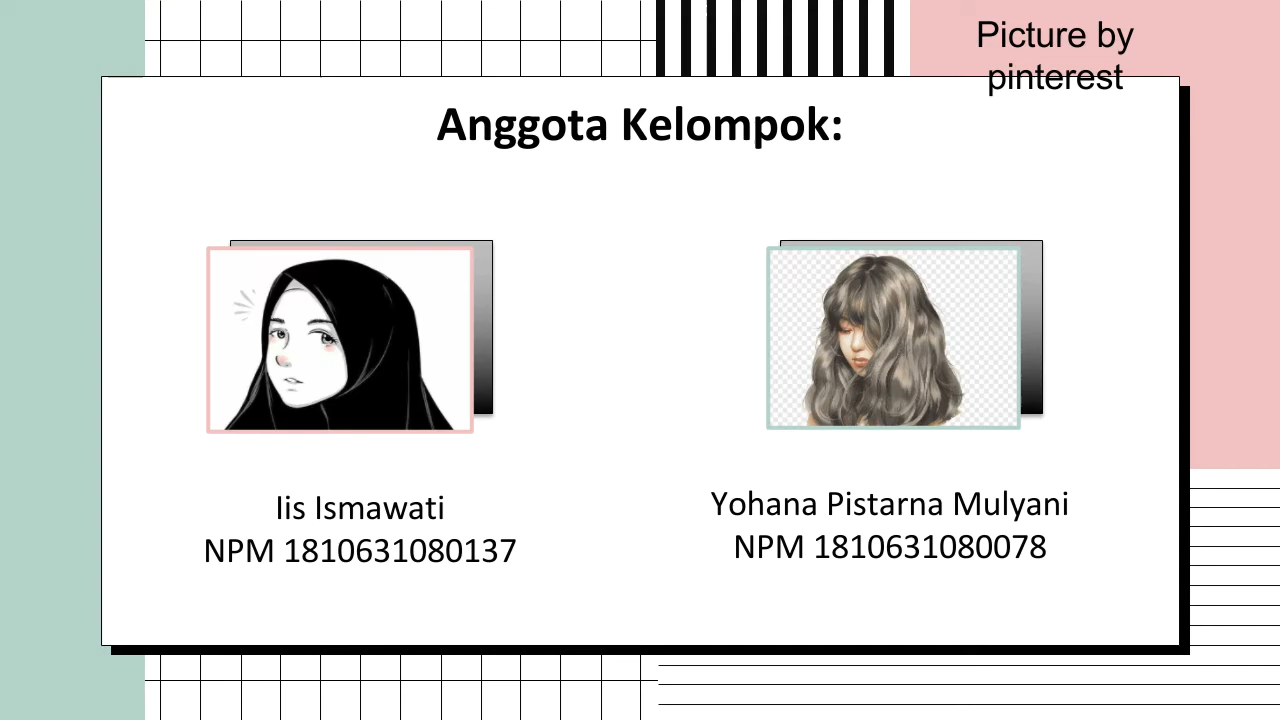 Picture by
pinterest
Anggota Kelompok:
Iis Ismawati
NPM 1810631080137
Yohana Pistarna Mulyani
NPM 1810631080078